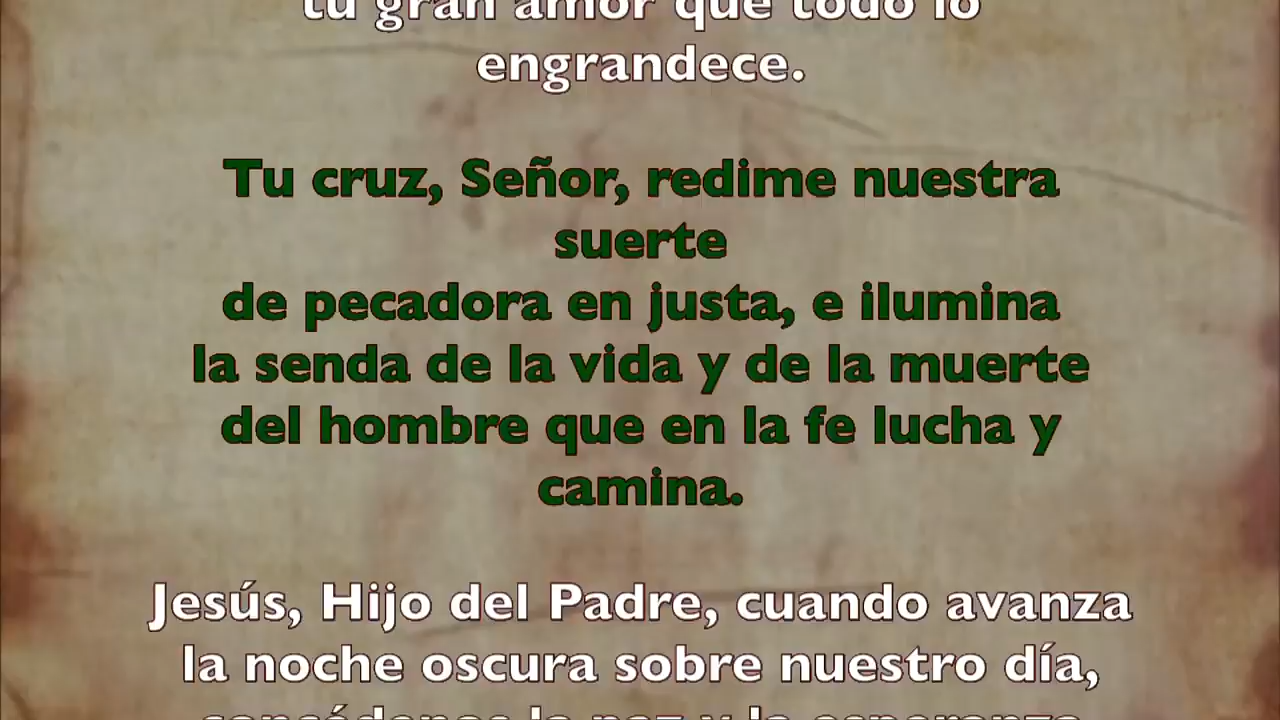 tu gran amor que todo lo
engrandece.
Tu cruz, Señor, redime nuestra
suerte
de pecadora en justa, e ilumina
la senda de la vida y de la muerte
del hombre que en la fe lucha y
camina.
Jesús, Hijo del Padre, cuando avanza
la noche oscura sobre nuestro día,
concédenos la paz y la esperanza